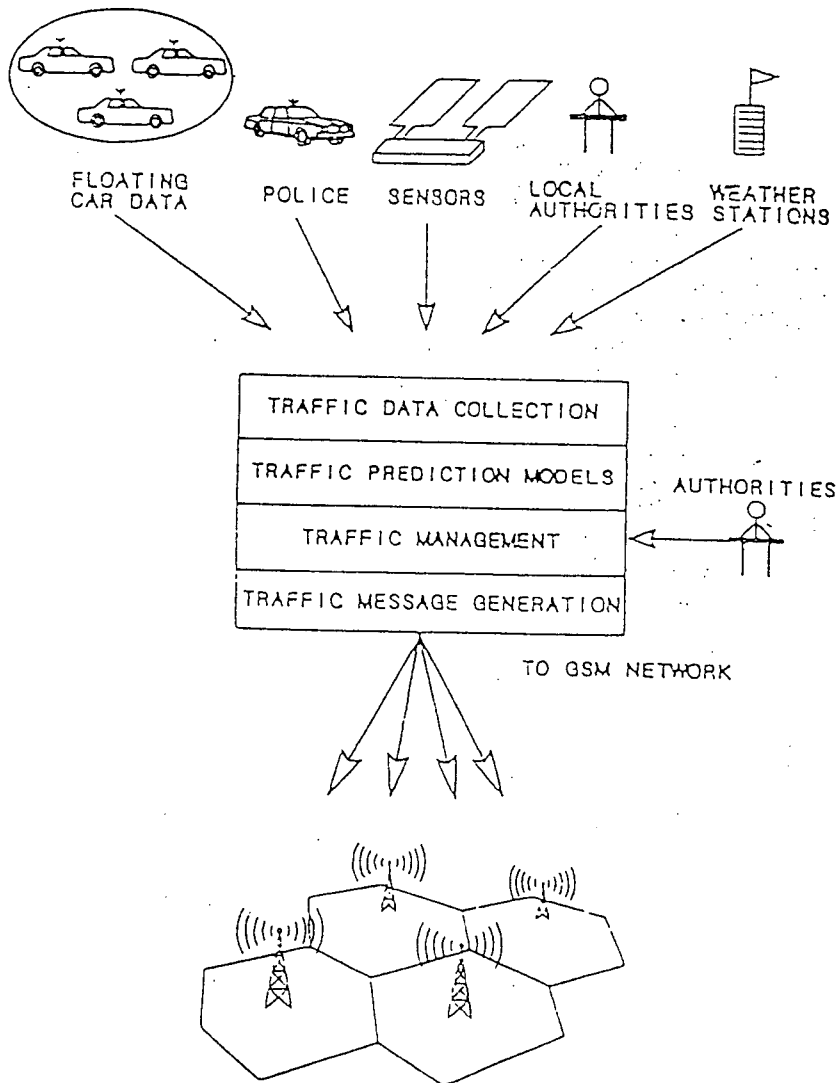 FLOATING
CAR DATA
POLICE
SENSORS
LOCAL
AUTHORITIES
WEATHER
STATIONS
TRAFFIC DATA COLLECTION
TRAFFIC PREDICTION MODELS
AUTHORITIES
TRAFFIC MANAGEMENT
TRAFFIC MESSAGE GENERATION
TO GSM NETWORK